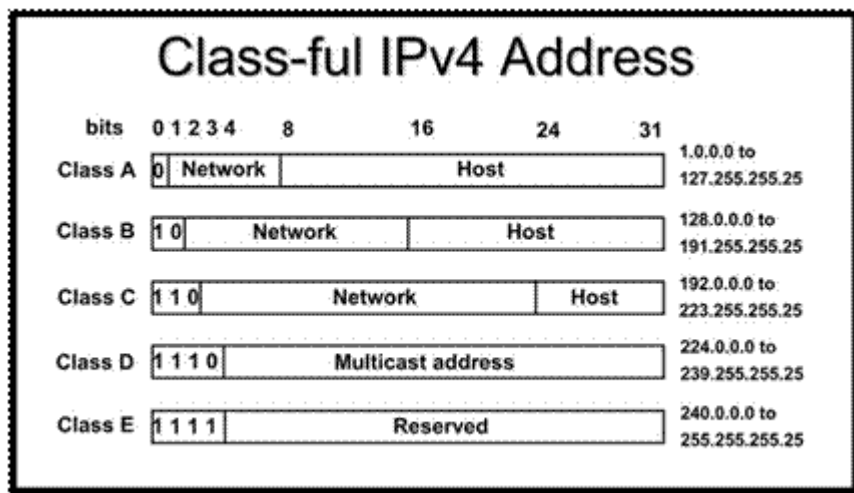 Class-ful IPv4 Address
bits 0 1 2 3 4 8 16 24 31
Class A 0 Network Host 1.0.0.0 to
127.255.255.25
Class B 1 0 Network Host 128.0.0.0 to
191.255.255.25
Class C 1 1 0 Network Host 192.0.0.0 to
223.255.255.25
Class D 1 1 1 0 Multicast address 224.0.0.0 to
239.255.255.25
Class E 1 1 1 1 Reserved 240.0.0.0 to
255.255.255.25